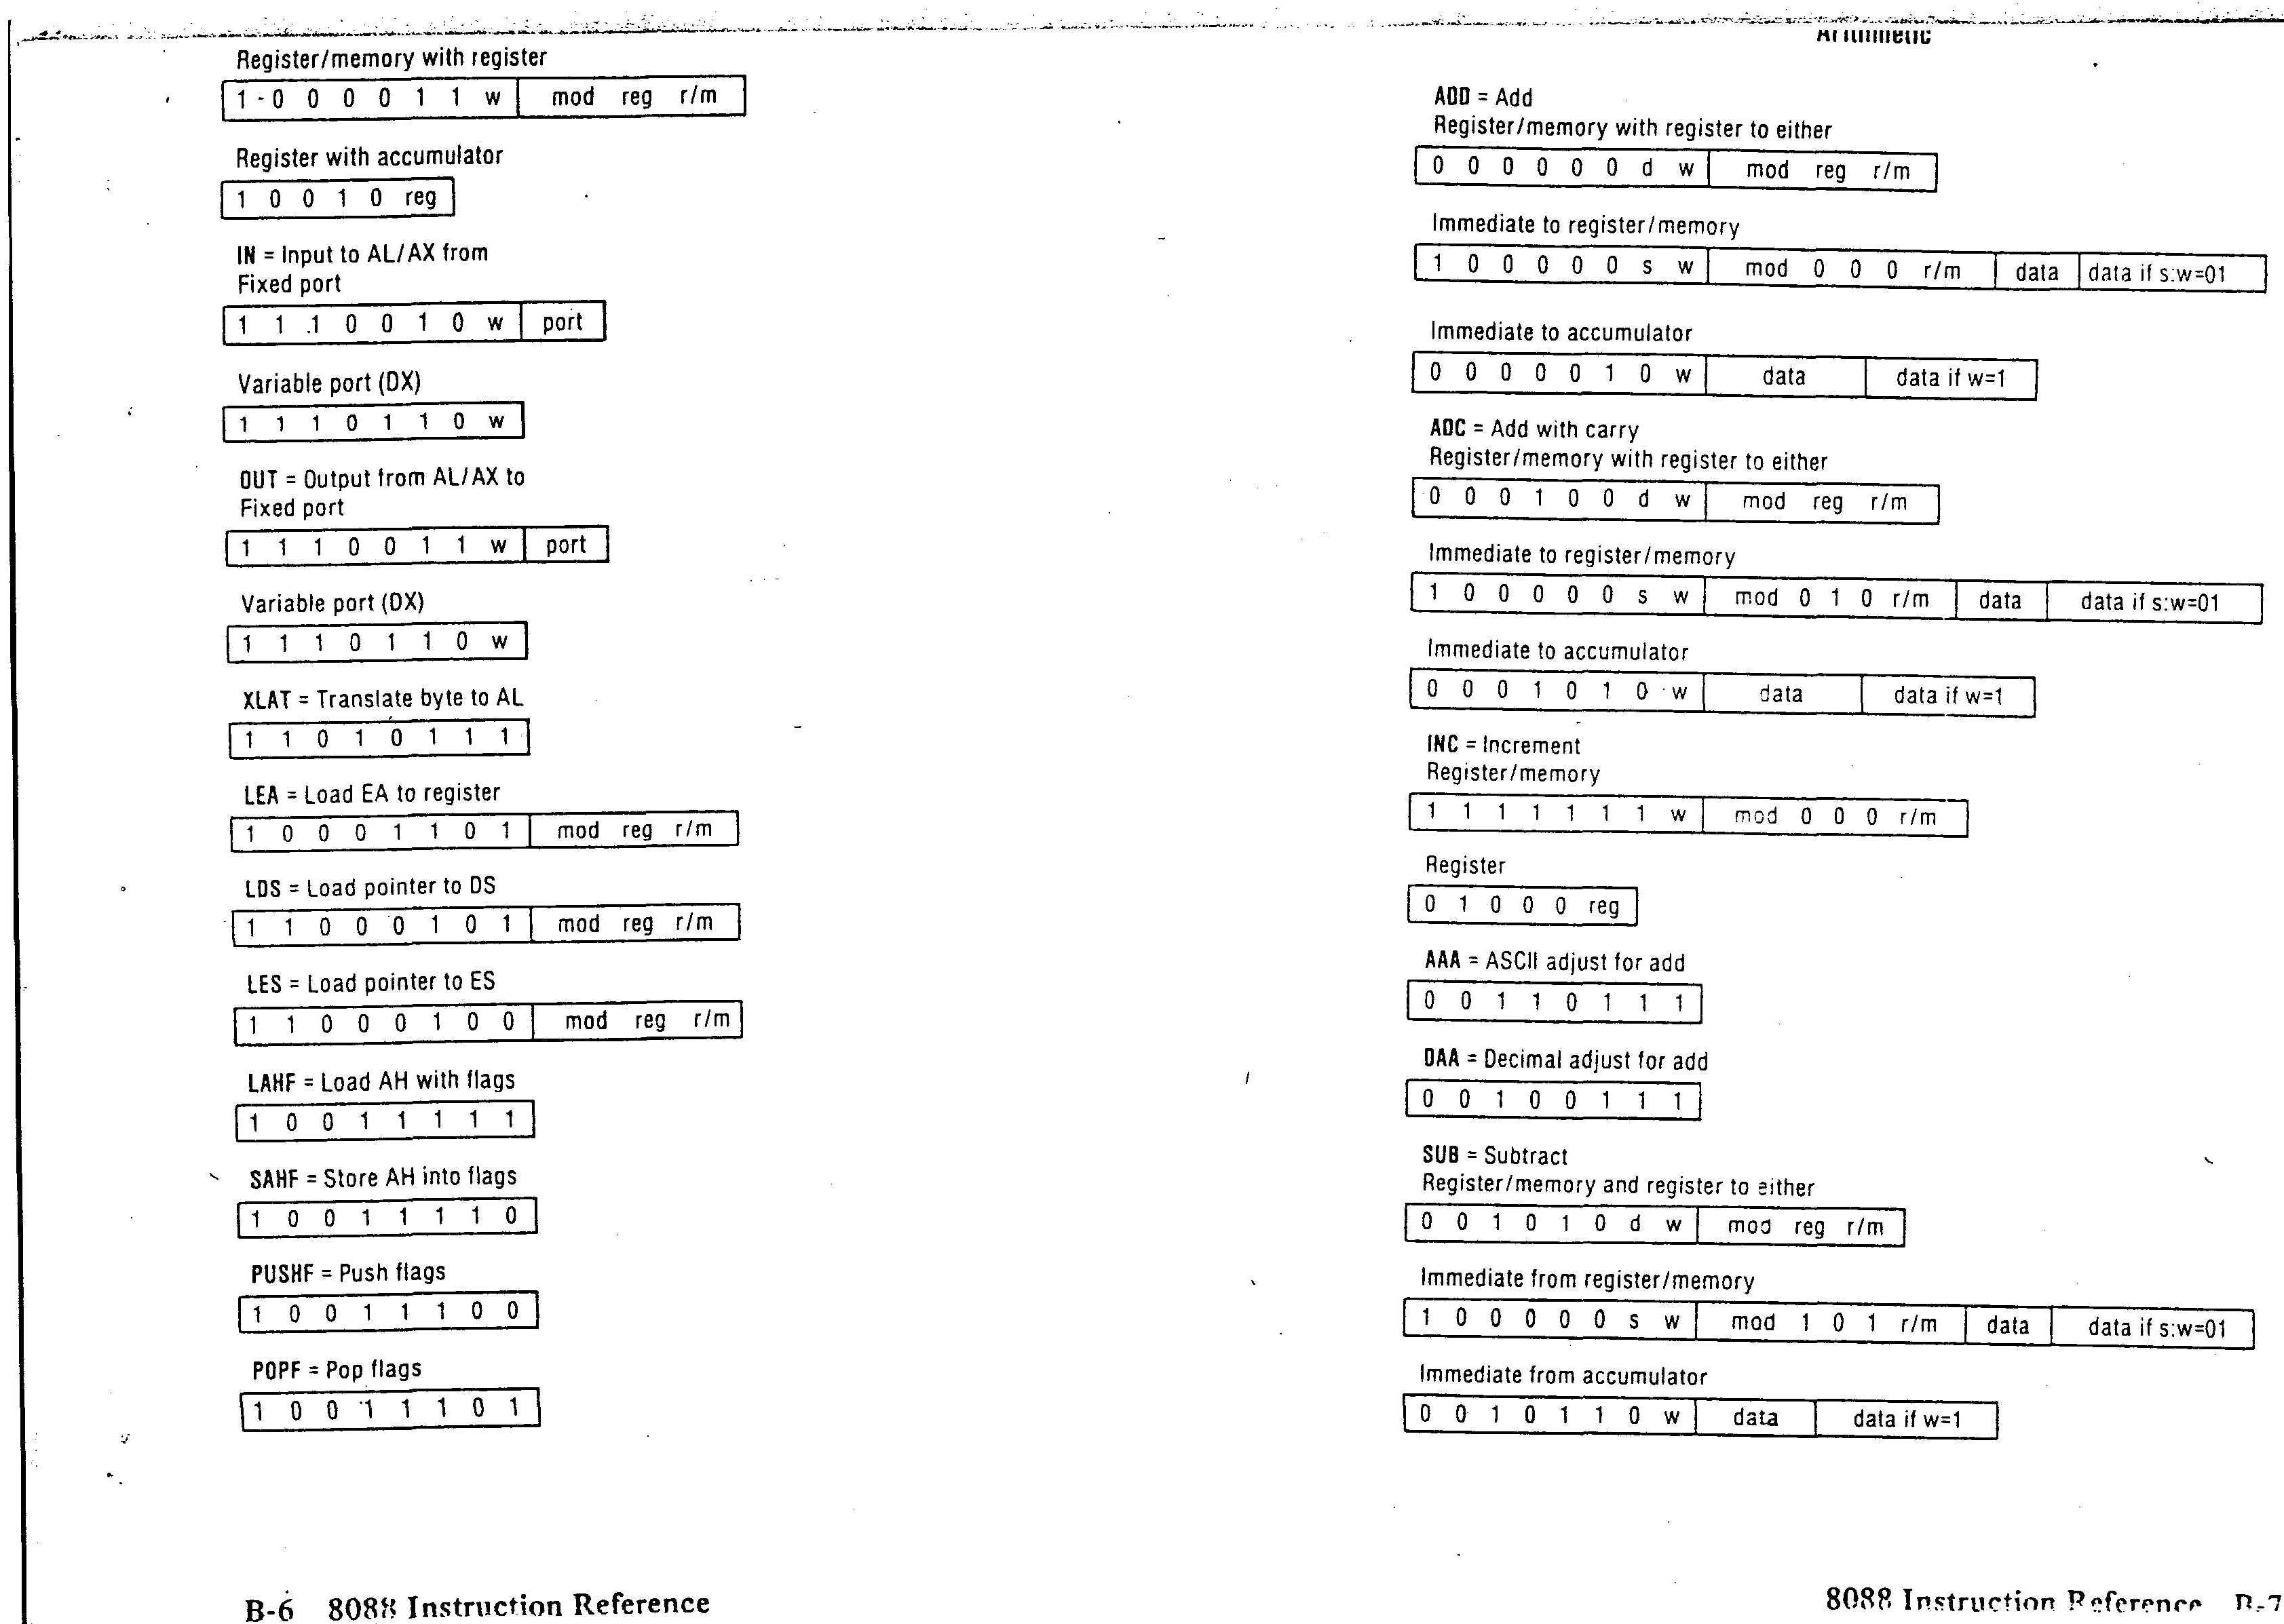 Register/memory with register
1 0 0 0 0 1 1 w mod reg r/m
Register with accumulator
1 0 0 1 0 reg
IN = Input to AL/AX from
Fixed port
1 1 1 0 0 1 0 w port
Variable port (DX)
1 1 1 0 1 1 0 w
OUT = Output from AL/AX to
Fixed port
1 1 1 0 0 1 1 w port
Variable port (DX)
1 1 1 0 1 1 0 w
XLAT = Translate byte to AL
1 1 0 1 0 1 1 1
LEA = Load EA to register
1 0 0 0 1 1 0 1 mod reg r/m
LDS = Load pointer to DS
1 1 0 0 0 1 0 1 mod reg r/m
LES = Load pointer to ES
1 1 0 0 0 1 0 0 mod reg r/m
LAHF = Load AH with flags
1 0 0 1 1 1 1 1
SAHF = Store AH into flags
1 0 0 1 1 1 1 0
PUSHF = Push flags
1 0 0 1 1 1 0 0
POPF = Pop flags
1 0 0 1 1 1 0 1
B-6 8088 Instruction Reference
Arithmetic
ADD = Add
Register/memory with register to either
0 0 0 0 0 0 d w mod reg r/m
Immediate to register/memory
1 0 0 0 0 0 s w mod 0 0 0 r/m data data if s:w=01
Immediate to accumulator
0 0 0 0 0 1 0 w data data if w=1
ADC = Add with carry
Register/memory with register to either
0 0 0 1 0 0 d w mod reg r/m
Immediate to register/memory
1 0 0 0 0 0 s w mod 0 1 0 r/m data data if s:w=01
Immediate to accumulator
0 0 0 1 0 1 0 w data data if w=1
INC = Increment
Register/memory
1 1 1 1 1 1 1 w mod 0 0 0 r/m
Register
0 1 0 0 0 reg
AAA = ASCII adjust for add
0 0 1 1 0 1 1 1
DAA = Decimal adjust for add
0 0 1 0 0 1 1 1
SUB = Subtract
Register/memory and register to either
0 0 1 0 1 0 d w mod reg r/m
Immediate from register/memory
1 0 0 0 0 0 s w mod 1 0 1 r/m data data if s:w=01
Immediate from accumulator
0 0 1 0 1 1 0 w data data if w=1
8088 Instruction Reference B-7